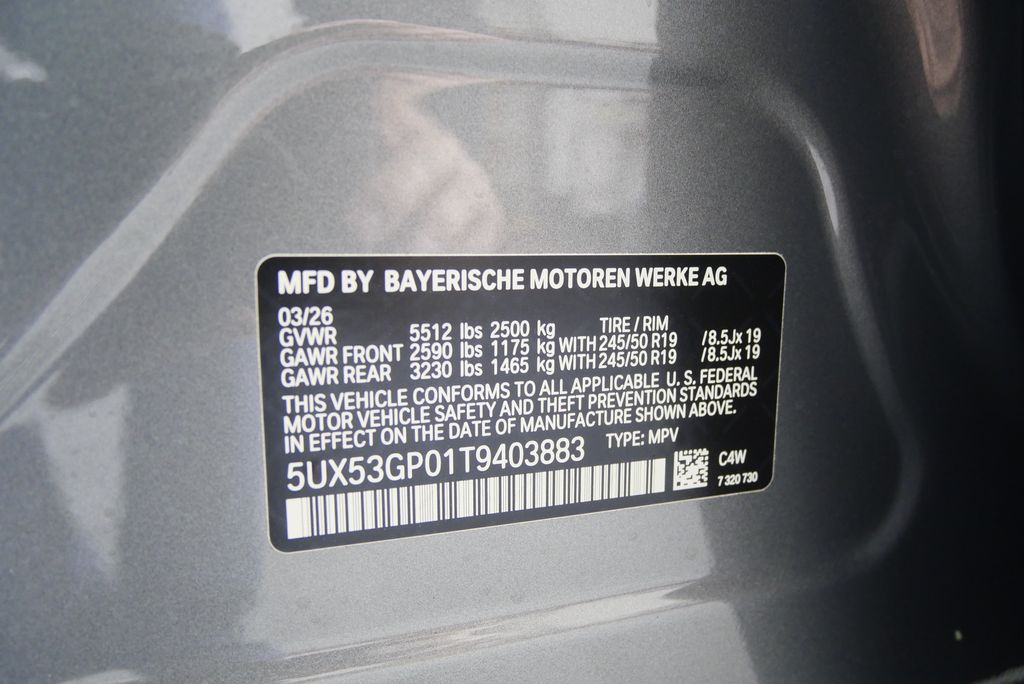 MFD BY BAYERISCHE MOTOREN WERKE AG
03/26
GVWR 5512 lbs 2500 kg TIRE / RIM
GAWR FRONT 2590 lbs 1175 kg WITH 245/50 R19 /8.5Jx 19
GAWR REAR 3230 lbs 1465 kg WITH 245/50 R19 /8.5Jx 19
THIS VEHICLE CONFORMS TO ALL APPLICABLE U. S. FEDERAL
MOTOR VEHICLE SAFETY AND THEFT PREVENTION STANDARDS
IN EFFECT ON THE DATE OF MANUFACTURE SHOWN ABOVE.
5UX53GP01T9403883 TYPE: MPV
C4W
7 320 730